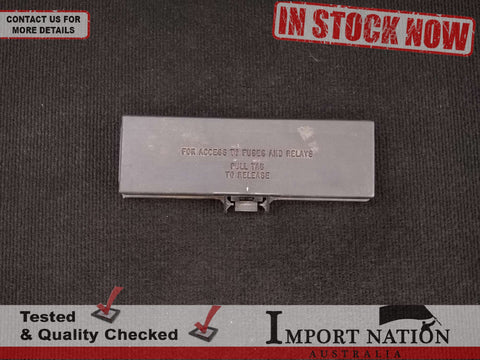 CONTACT US FOR
MORE DETAILS
IN STOCK NOW
FOR ACCESS TO FUSES AND RELAYS
PULL TAB
TO RELEASE
Tested
& Quality Checked
IMPORT NATION
AUSTRALIA